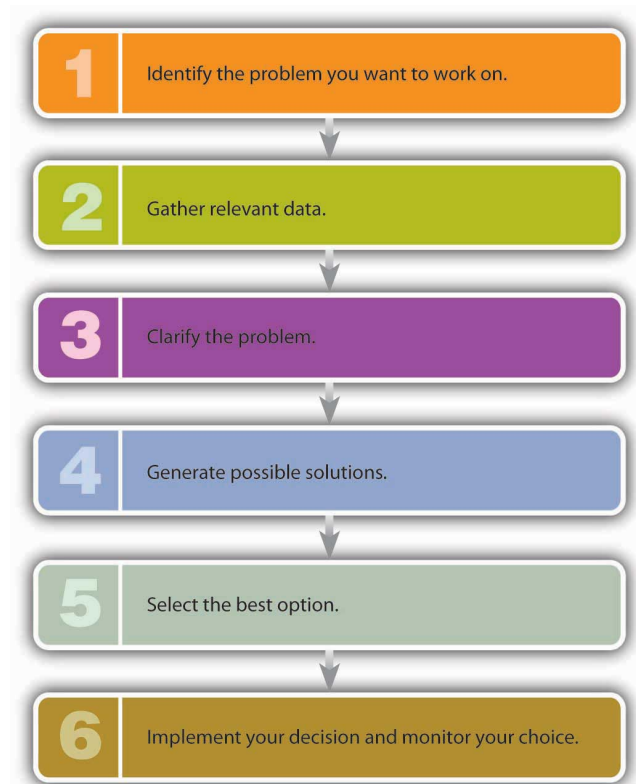 1 Identify the problem you want to work on.
2 Gather relevant data.
3 Clarify the problem.
4 Generate possible solutions.
5 Select the best option.
6 Implement your decision and monitor your choice.